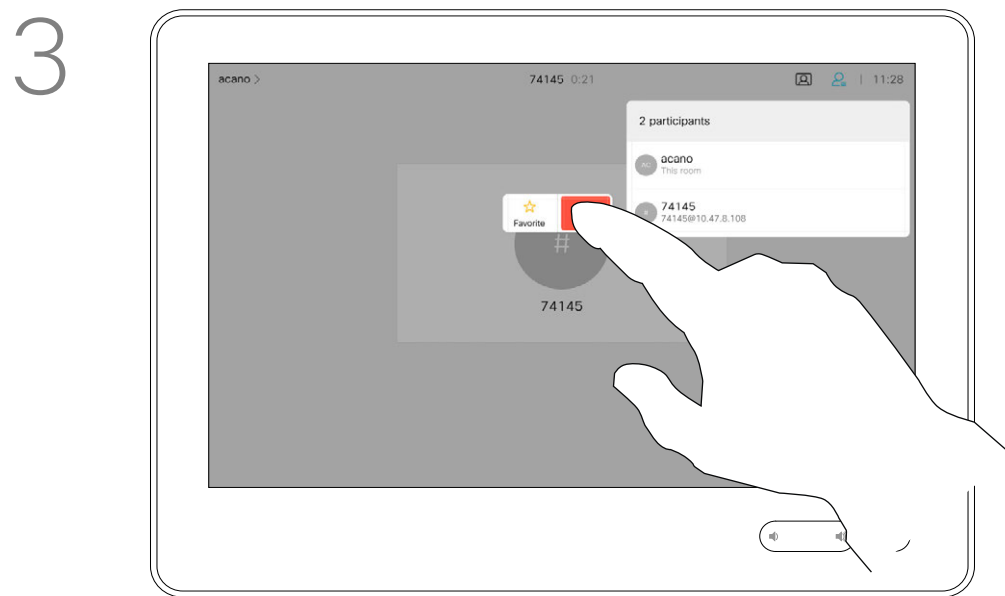 3
acano >
74145 0:21
11:28
2 participants
AC
acano
This room
74145
74145@10.47.8.108
Favorite
#
74145